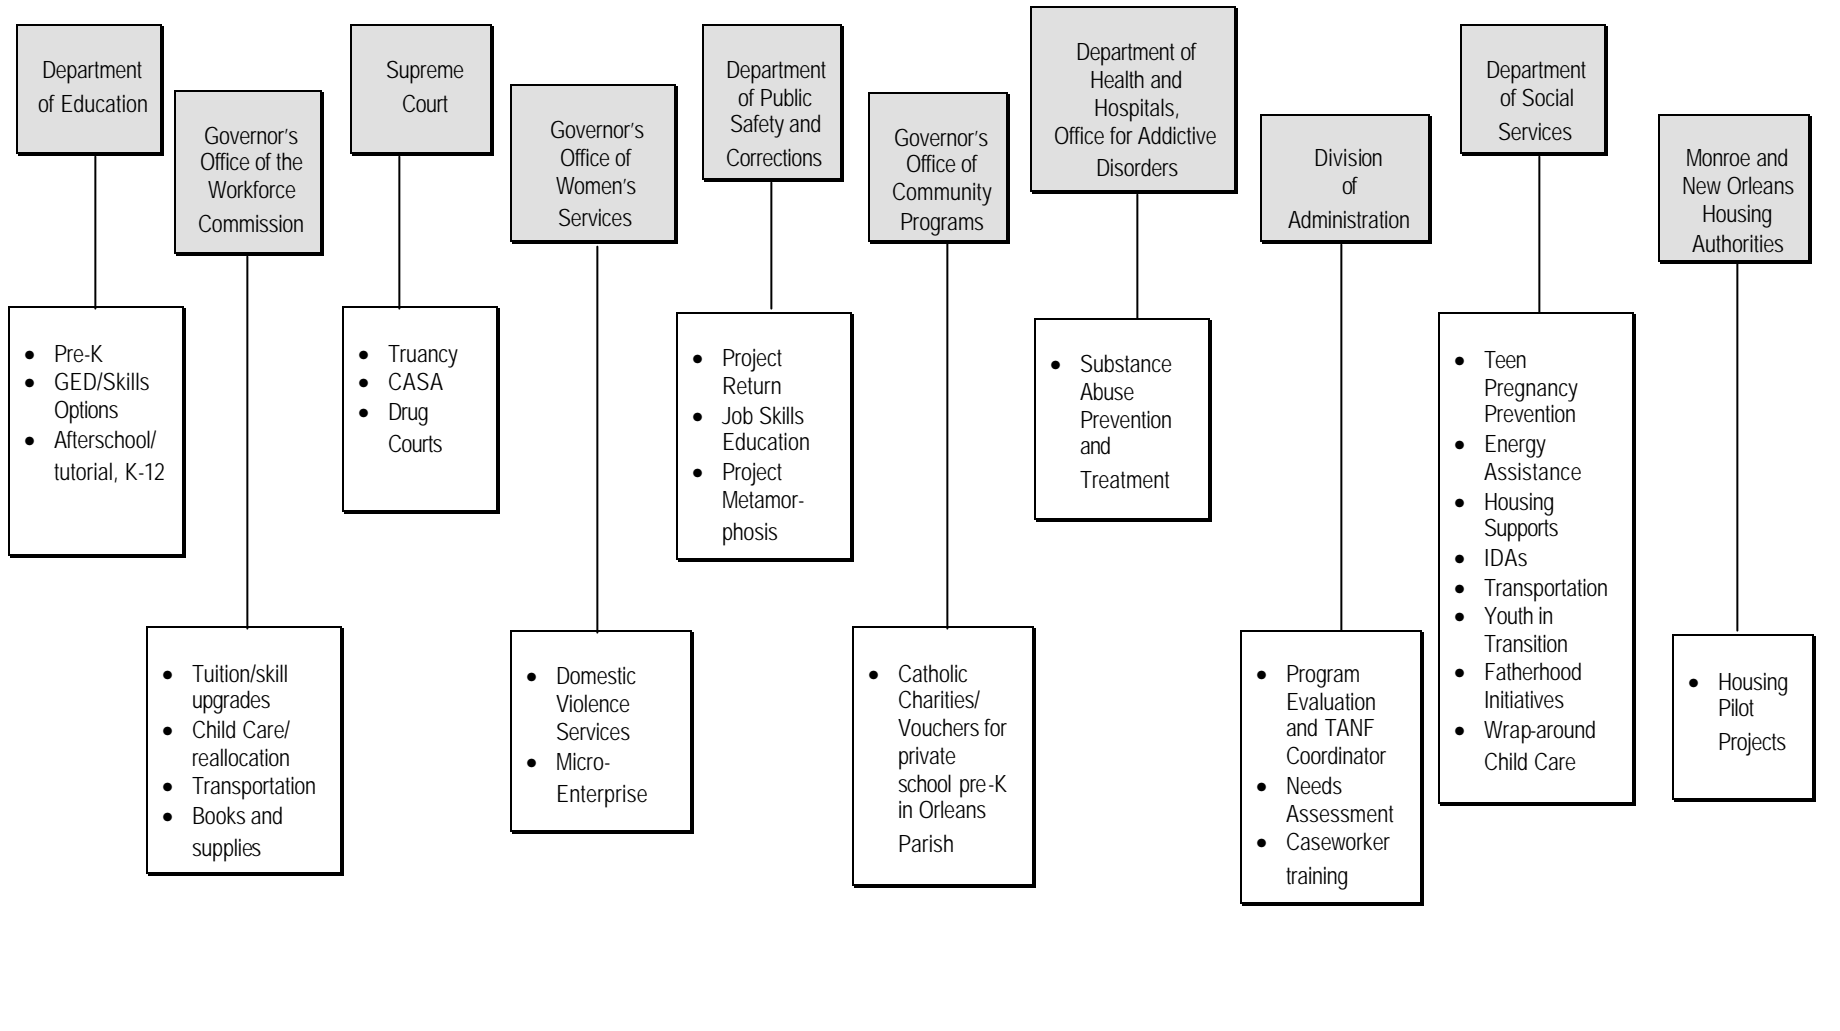 Department
of Education
Governor's
Office of the
Workforce
Commission
Supreme
Court
Governor's
Office of
Women's
Services
Department
of Public
Safety and
Corrections
Governor's
Office of
Community
Programs
Department of
Health and
Hospitals,
Office for Addictive
Disorders
Division
of
Administration
Department
of Social
Services
Monroe and
New Orleans
Housing
Authorities
• Pre-K
• GED/Skills
Options
• Afterschool/
tutorial, K-12
• Tuition/skill
upgrades
• Child Care/
reallocation
• Transportation
• Books and
supplies
• Truancy
• CASA
• Drug
Courts
• Domestic
Violence
Services
• Micro-
Enterprise
• Project
Return
• Job Skills
Education
• Project
Metamor-
phosis
• Catholic
Charities/
Vouchers for
private
school pre-K
in Orleans
Parish
• Substance
Abuse
Prevention
and
Treatment
• Program
Evaluation
and TANF
Coordinator
• Needs
Assessment
• Caseworker
training
• Teen
Pregnancy
Prevention
• Energy
Assistance
• Housing
Supports
• IDAs
• Transportation
• Youth in
Transition
• Fatherhood
Initiatives
• Wrap-around
Child Care
• Housing
Pilot
Projects